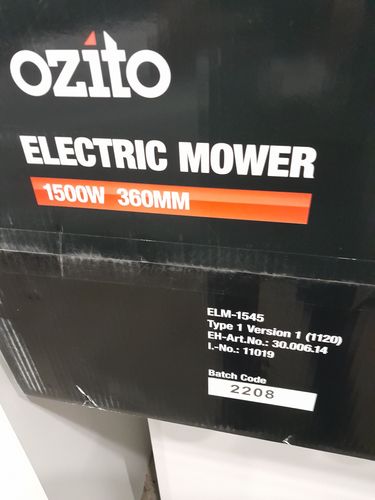 ozito
ELECTRIC MOWER
1500W 360MM
ELM-1545
Type 1 Version 1 (1120)
EH-Art.No.: 30.006.14
I.-No.: 11019
Batch Code
2208